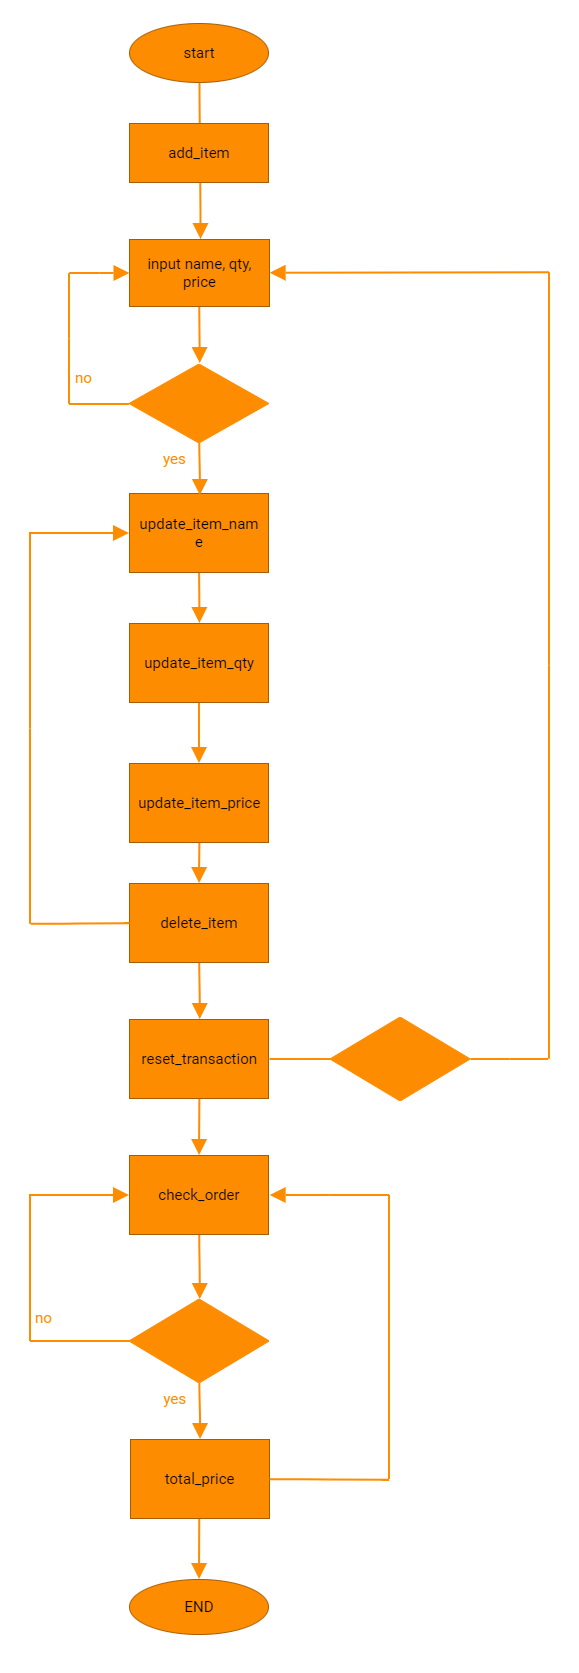 start
add_item
input name, qty,
price
no
yes
update_item_nam
e
update_item_qty
update_item_price
delete_item
reset_transaction
check_order
no
yes
total_price
END